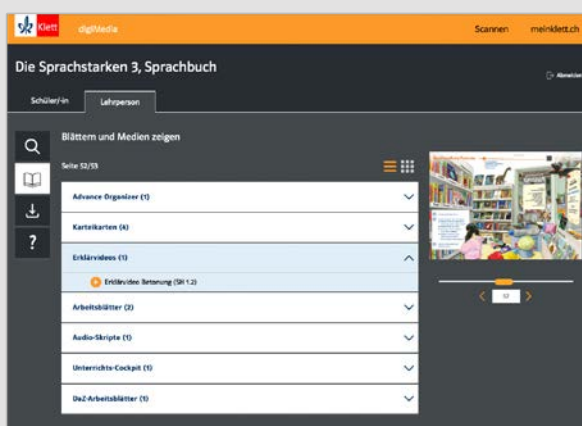 Klett
digiMedia
Scannen
meinklett.ch
Die Sprachstarken 3, Sprachbuch
Abmelden
Schüler/-in
Lehrperson
Blättern und Medien zeigen
Seite 52/53
Advance Organizer (1)
Karteikarten (4)
Erklärvideos (1)
Erklärvideo Betonung (SH 1.2)
Arbeitsblätter (2)
Audio-Skripte (1)
Unterrichts-Cockpit (1)
DaZ-Arbeitsblätter (1)
?
52